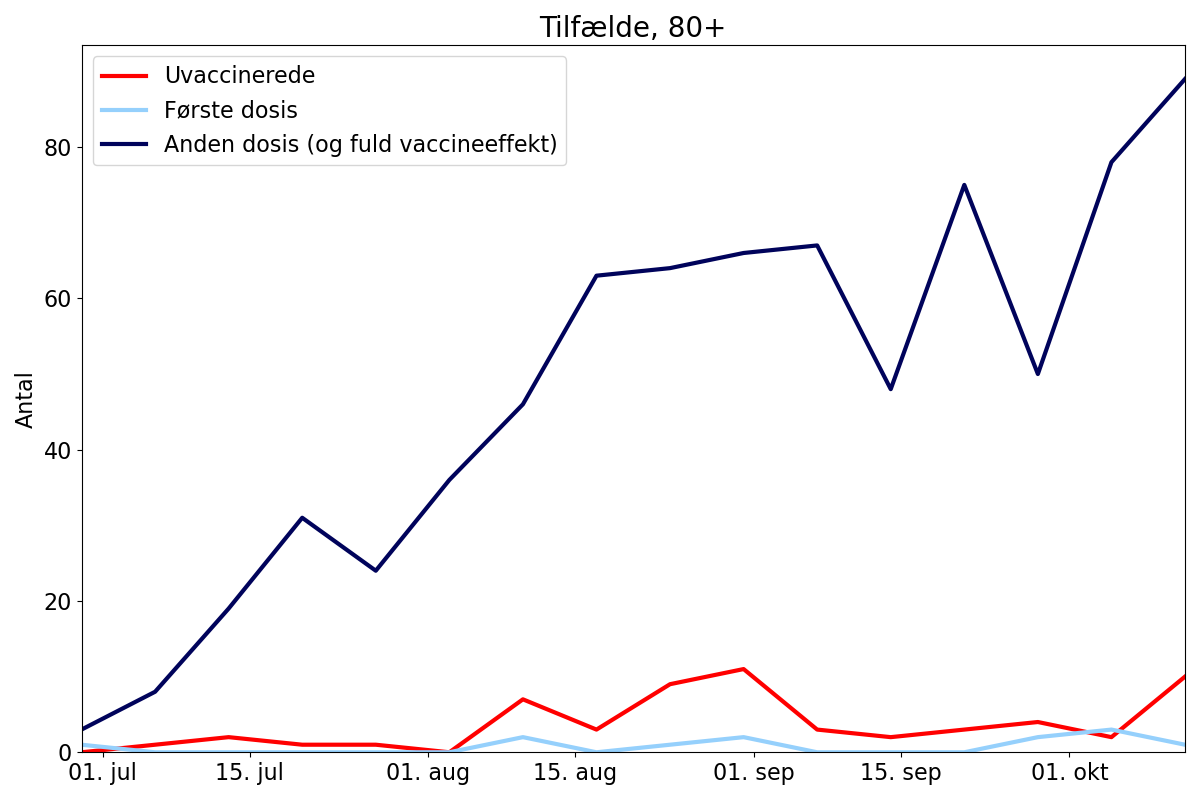 Tilfælde, 80+
Uvaccinerede
Første dosis
Anden dosis (og fuld vaccineeffekt)
Antal
80
60
40
20
0
01. jul 15. jul 01. aug 15. aug 01. sep 15. sep 01. okt